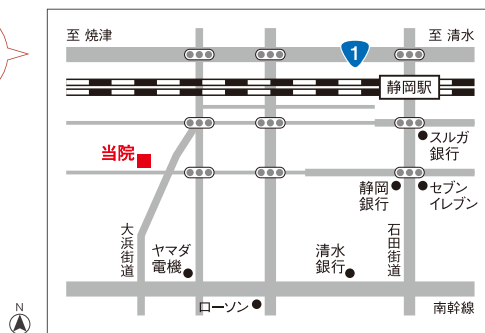 至 焼津
至 清水
1
静岡駅
スルガ
銀行
当院
静岡
銀行
セブン
イレブン
大浜街道
ヤマダ
電機
清水
銀行
石田街道
ローソン
南幹線
N